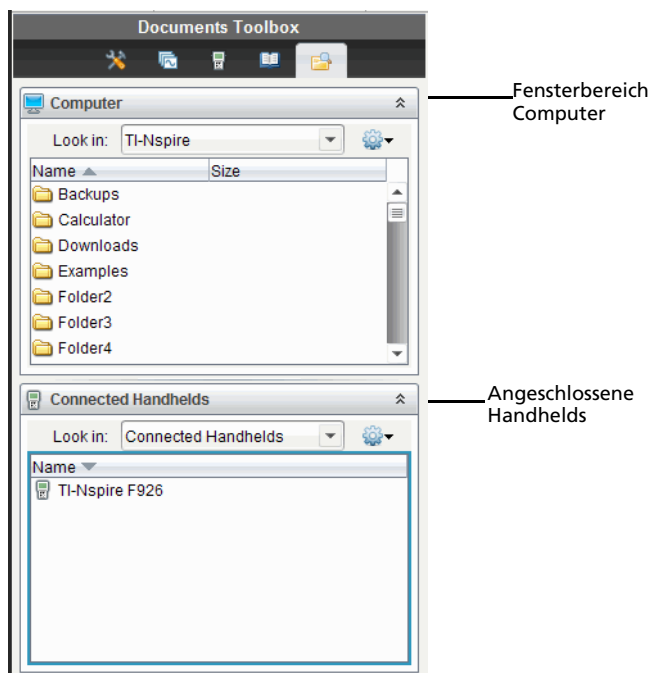 Documents Toolbox
Computer
Fensterbereich
Computer
Look in: TI-Nspire
Name Size
Backups
Calculator
Downloads
Examples
Folder2
Folder3
Folder4
Connected Handhelds
Angeschlossene
Handhelds
Look in: Connected Handhelds
Name
TI-Nspire F926